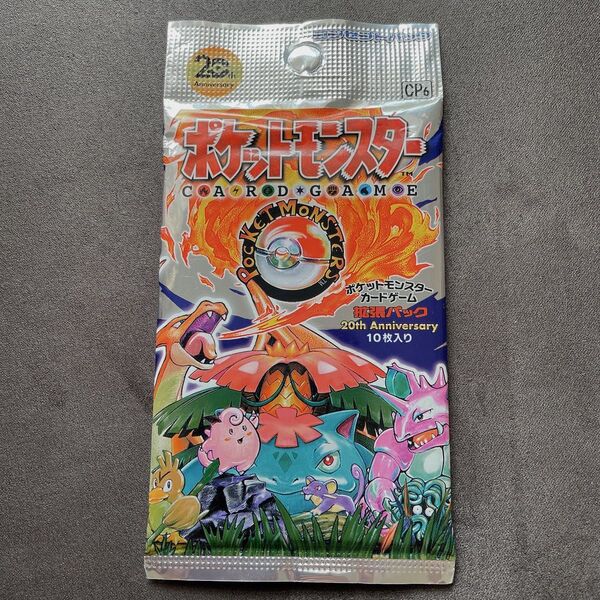 20th
Anniversary
CP6
ポケットモンスター
CARD GAME
POCKET MONSTERS
ポケットモンスター
カードゲーム
拡張パック
20th Anniversary
10枚入り